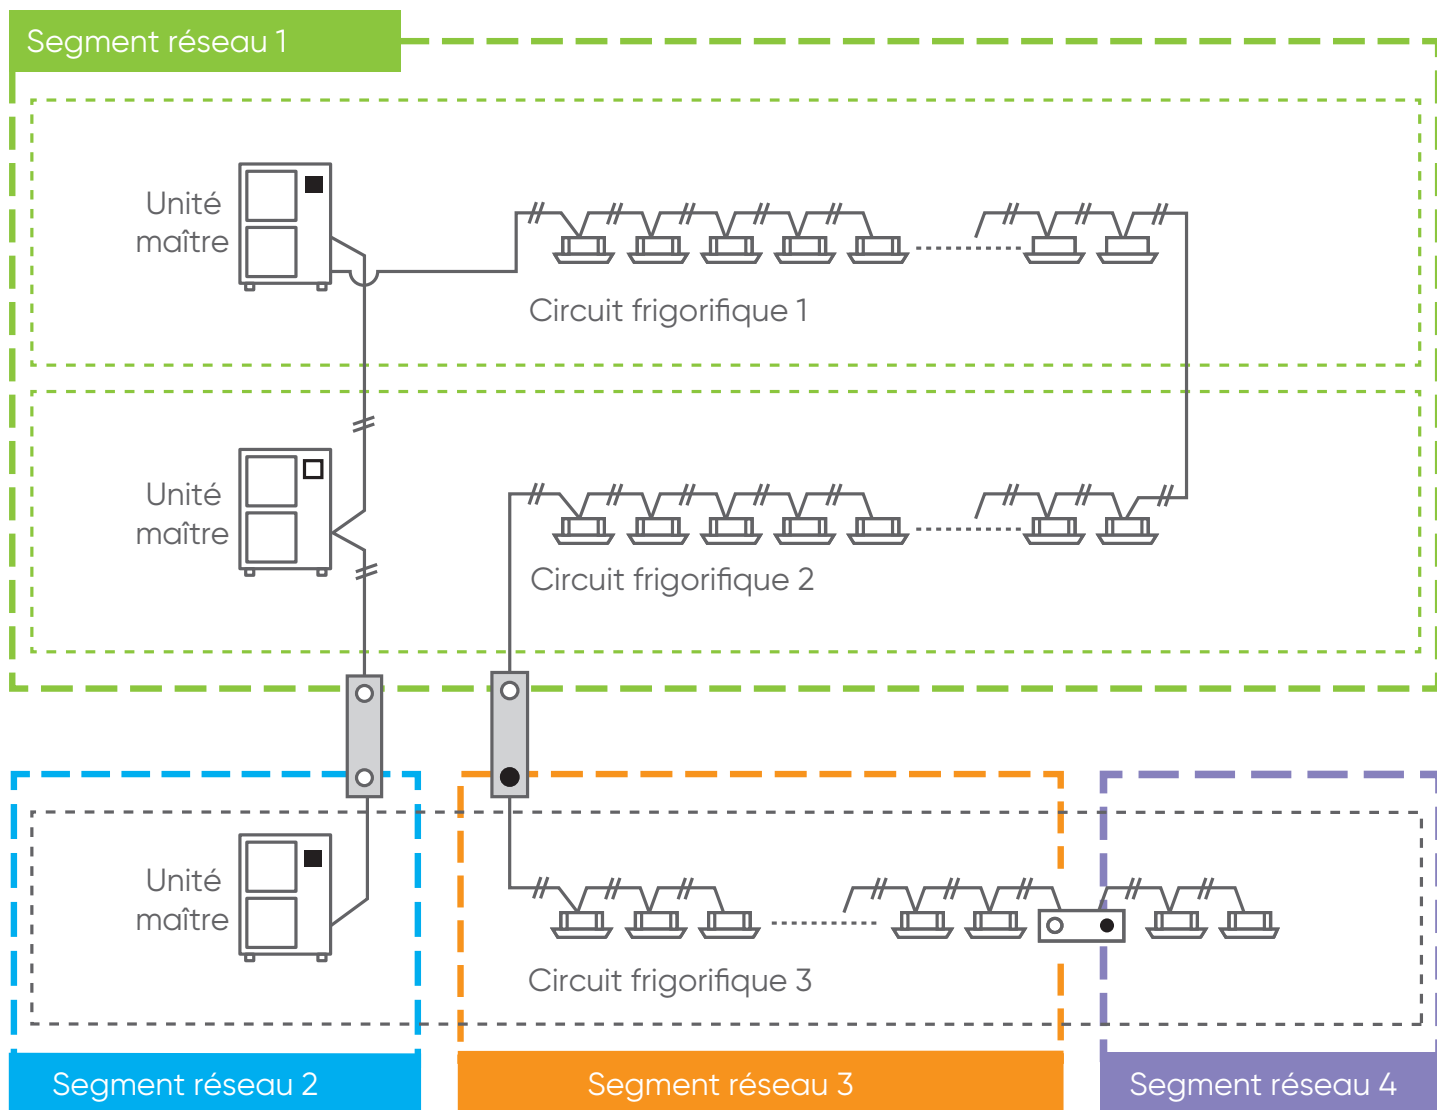 Segment réseau 1
Unité
maître
Circuit frigorifique 1
Unité
maître
Circuit frigorifique 2
Unité
maître
Circuit frigorifique 3
Segment réseau 2
Segment réseau 3
Segment réseau 4